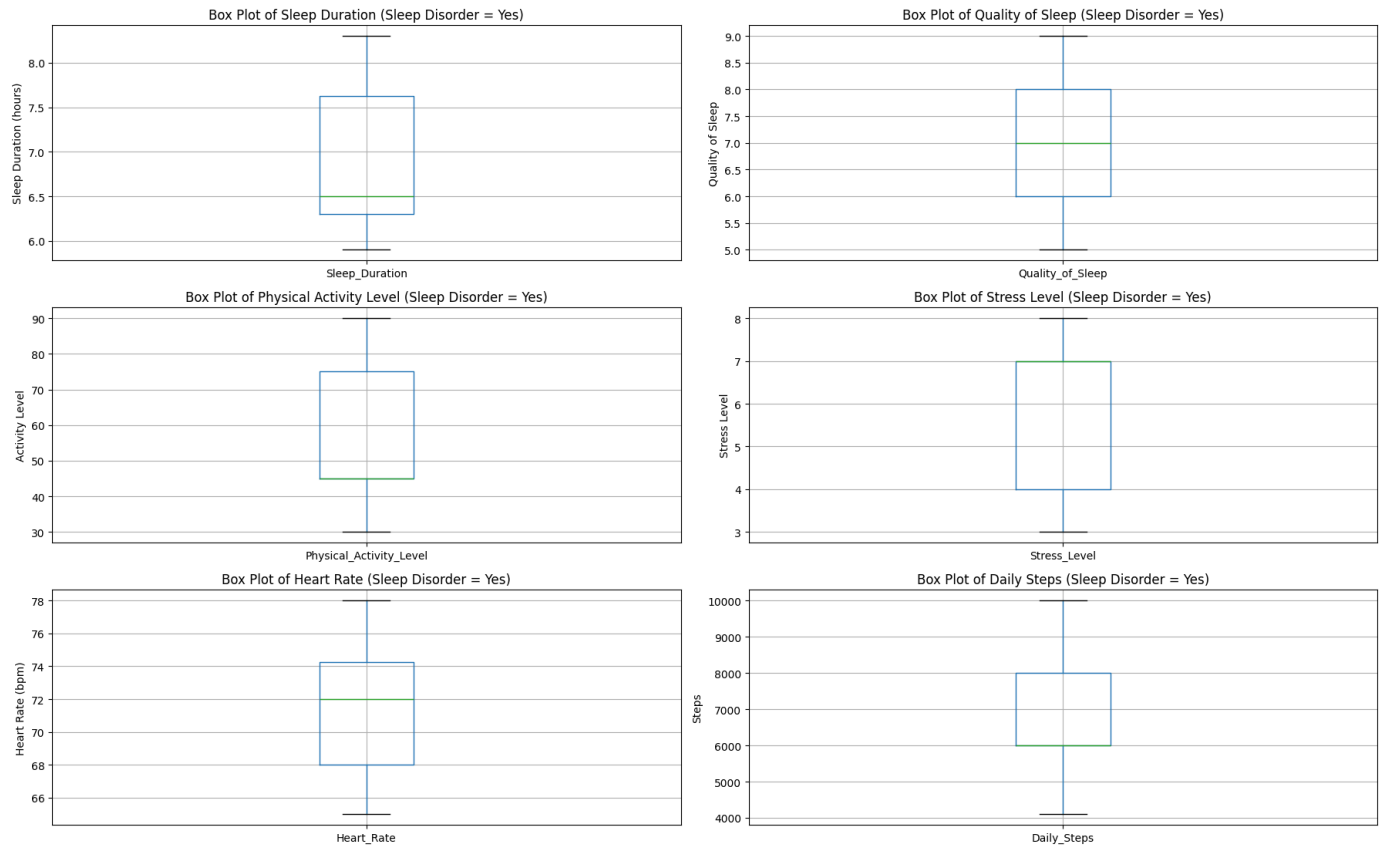 Box Plot of Sleep Duration (Sleep Disorder = Yes)
Sleep Duration (hours)
8.0
7.5
7.0
6.5
6.0
Sleep_Duration
Box Plot of Quality of Sleep (Sleep Disorder = Yes)
Quality of Sleep
9.0
8.5
8.0
7.5
7.0
6.5
6.0
5.5
5.0
Quality_of_Sleep
Box Plot of Physical Activity Level (Sleep Disorder = Yes)
Activity Level
90
80
70
60
50
40
30
Physical_Activity_Level
Box Plot of Stress Level (Sleep Disorder = Yes)
Stress Level
8
7
6
5
4
3
Stress_Level
Box Plot of Heart Rate (Sleep Disorder = Yes)
Heart Rate (bpm)
78
76
74
72
70
68
66
Heart_Rate
Box Plot of Daily Steps (Sleep Disorder = Yes)
Steps
10000
9000
8000
7000
6000
5000
4000
Daily_Steps